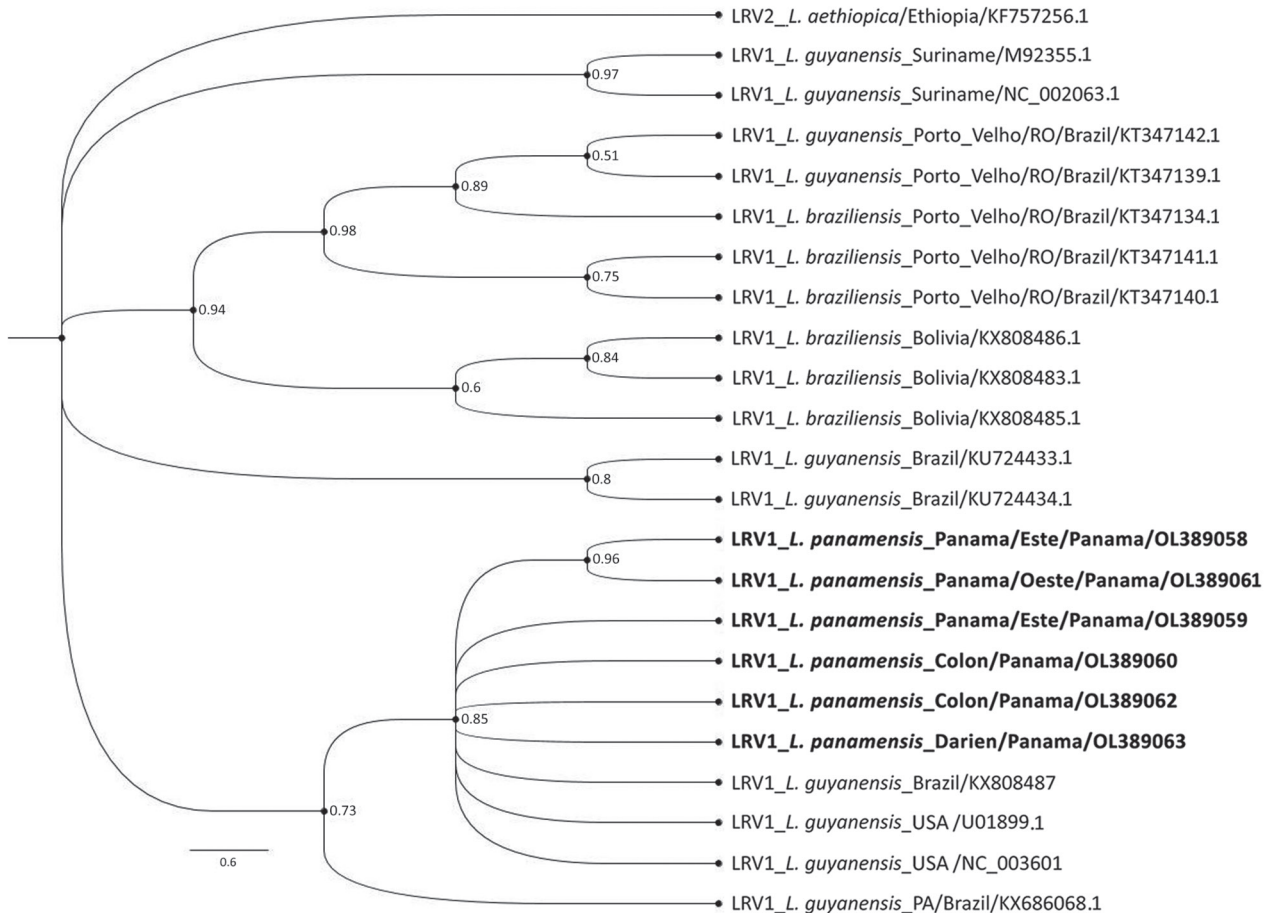 LRV2_L. aethiopica/Ethiopia/KF757256.1
LRV1_L. guyanensis_Suriname/M92355.1
0.97
LRV1_L. guyanensis_Suriname/NC_002063.1
LRV1_L. guyanensis_Porto_Velho/RO/Brazil/KT347142.1
0.51
LRV1_L. guyanensis_Porto_Velho/RO/Brazil/KT347139.1
0.89
LRV1_L. braziliensis_Porto_Velho/RO/Brazil/KT347134.1
0.98
LRV1_L. braziliensis_Porto_Velho/RO/Brazil/KT347141.1
0.75
LRV1_L. braziliensis_Porto_Velho/RO/Brazil/KT347140.1
0.94
LRV1_L. braziliensis_Bolivia/KX808486.1
0.84
LRV1_L. braziliensis_Bolivia/KX808483.1
0.6
LRV1_L. braziliensis_Bolivia/KX808485.1
LRV1_L. guyanensis_Brazil/KU724433.1
0.8
LRV1_L. guyanensis_Brazil/KU724434.1
LRV1_L. panamensis_Panama/Este/Panama/OL389058
0.96
LRV1_L. panamensis_Panama/Oeste/Panama/OL389061
LRV1_L. panamensis_Panama/Este/Panama/OL389059
LRV1_L. panamensis_Colon/Panama/OL389060
LRV1_L. panamensis_Colon/Panama/OL389062
0.85
LRV1_L. panamensis_Darien/Panama/OL389063
LRV1_L. guyanensis_Brazil/KX808487
0.73
LRV1_L. guyanensis_USA/U01899.1
0.6
LRV1_L. guyanensis_USA/NC_003601
LRV1_L. guyanensis_PA/Brazil/KX686068.1